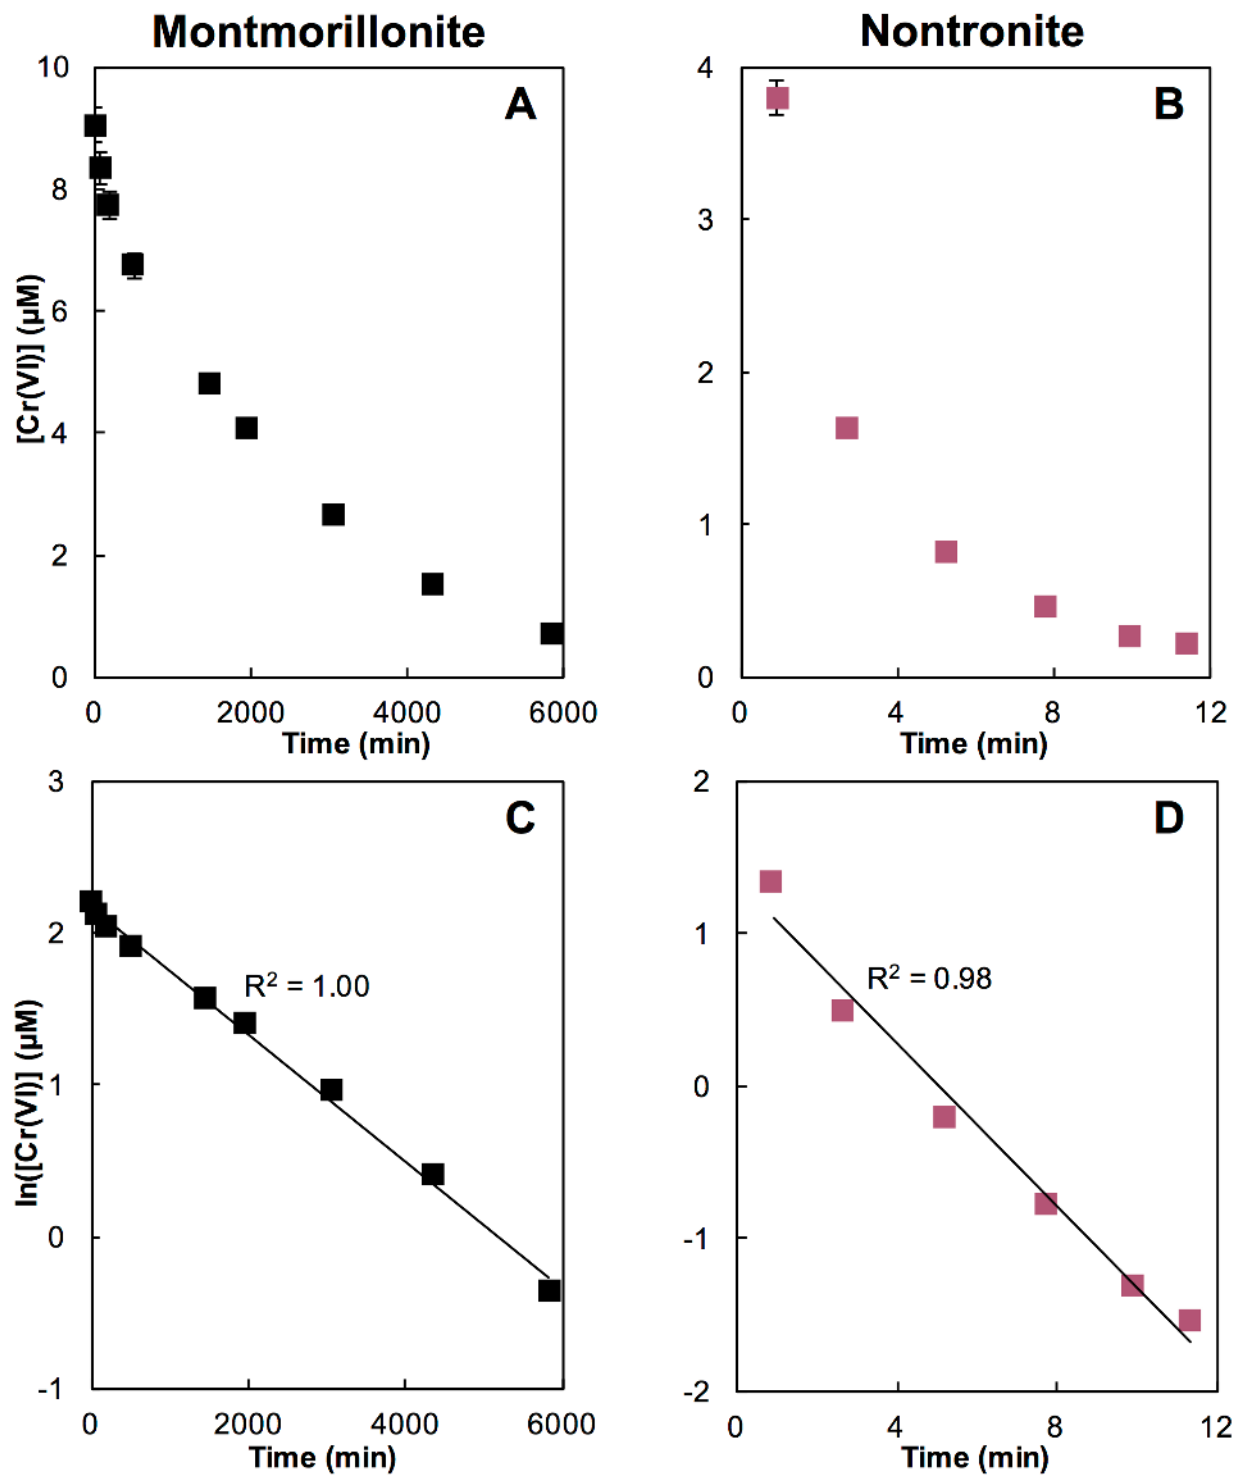 Montmorillonite
Nontronite
A
10
8
6
4
2
0
[Cr(VI)] (µM)
0 2000 4000 6000
Time (min)
B
4
3
2
1
0
0 4 8 12
Time (min)
C
3
2
1
0
-1
ln([Cr(VI)] (µM)
R² = 1.00
0 2000 4000 6000
Time (min)
D
2
1
0
-1
-2
R² = 0.98
0 4 8 12
Time (min)